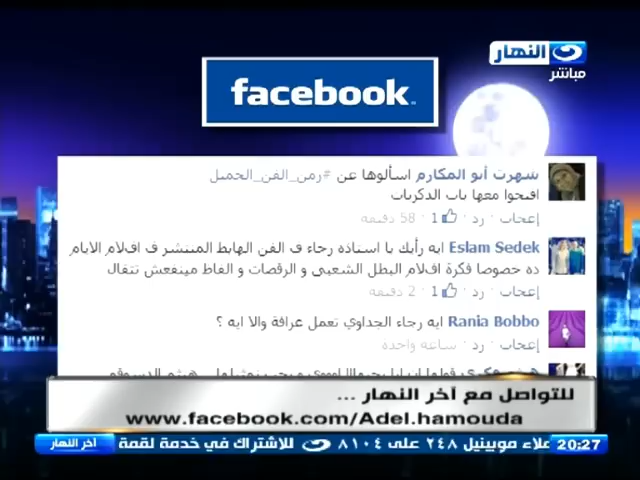 النهار
مباشر
facebook
شهرت أبو المكارم اسألوها عن #زمن_الفن_الجميل
افتحوا معها باب الذكريات
إعجاب · رد · 1 · 58 دقيقة
Eslam Sedek ايه رأيك يا استاذه رجاء ف الفن الهابط المنتشر ف افلام الايام
ده خصوصا فكرة افلام البطل الشعبى و الرقصات و الفاظ مينفعش تتقال
إعجاب · رد · 1 · 2 دقيقة
Rania Bobbo ايه رجاء الجداوي تعمل عرافة والا ايه ؟
إعجاب · رد · ساعة واحدة
للتواصل مع آخر النهار ...
www.facebook.com/Adel.hamouda
آخر النهار
علاء موبينيل ٢٤٨ على ٨١٠٤ للاشتراك في خدمة لقمة
20:27